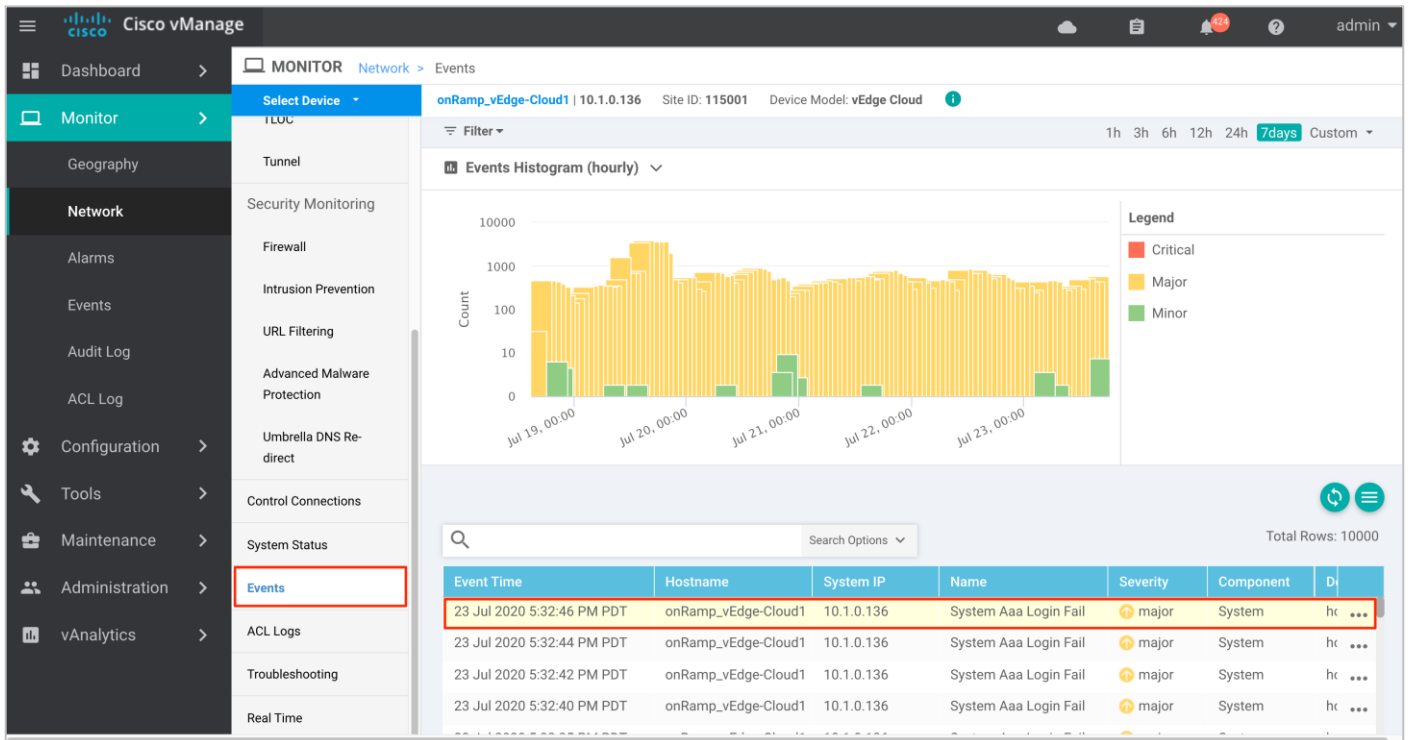 cisco Cisco vManage 424 admin
Dashboard
Monitor
Geography
Network
Alarms
Events
Audit Log
ACL Log
Configuration
Tools
Maintenance
Administration
vAnalytics
MONITOR Network > Events
Select Device
TLOC
Tunnel
Security Monitoring
Firewall
Intrusion Prevention
URL Filtering
Advanced Malware
Protection
Umbrella DNS Re-
direct
Control Connections
System Status
Events
ACL Logs
Troubleshooting
Real Time
onRamp_vEdge-Cloud1 | 10.1.0.136 Site ID: 115001 Device Model: vEdge Cloud
Filter 1h 3h 6h 12h 24h 7days Custom
Events Histogram (hourly)
10000
1000
100
10
0
Count
Jul 19, 00:00 Jul 20, 00:00 Jul 21, 00:00 Jul 22, 00:00 Jul 23, 00:00
Legend
Critical
Major
Minor
Search Options Total Rows: 10000
Event Time Hostname System IP Name Severity Component
23 Jul 2020 5:32:46 PM PDT onRamp_vEdge-Cloud1 10.1.0.136 System Aaa Login Fail major System
23 Jul 2020 5:32:44 PM PDT onRamp_vEdge-Cloud1 10.1.0.136 System Aaa Login Fail major System
23 Jul 2020 5:32:42 PM PDT onRamp_vEdge-Cloud1 10.1.0.136 System Aaa Login Fail major System
23 Jul 2020 5:32:40 PM PDT onRamp_vEdge-Cloud1 10.1.0.136 System Aaa Login Fail major System